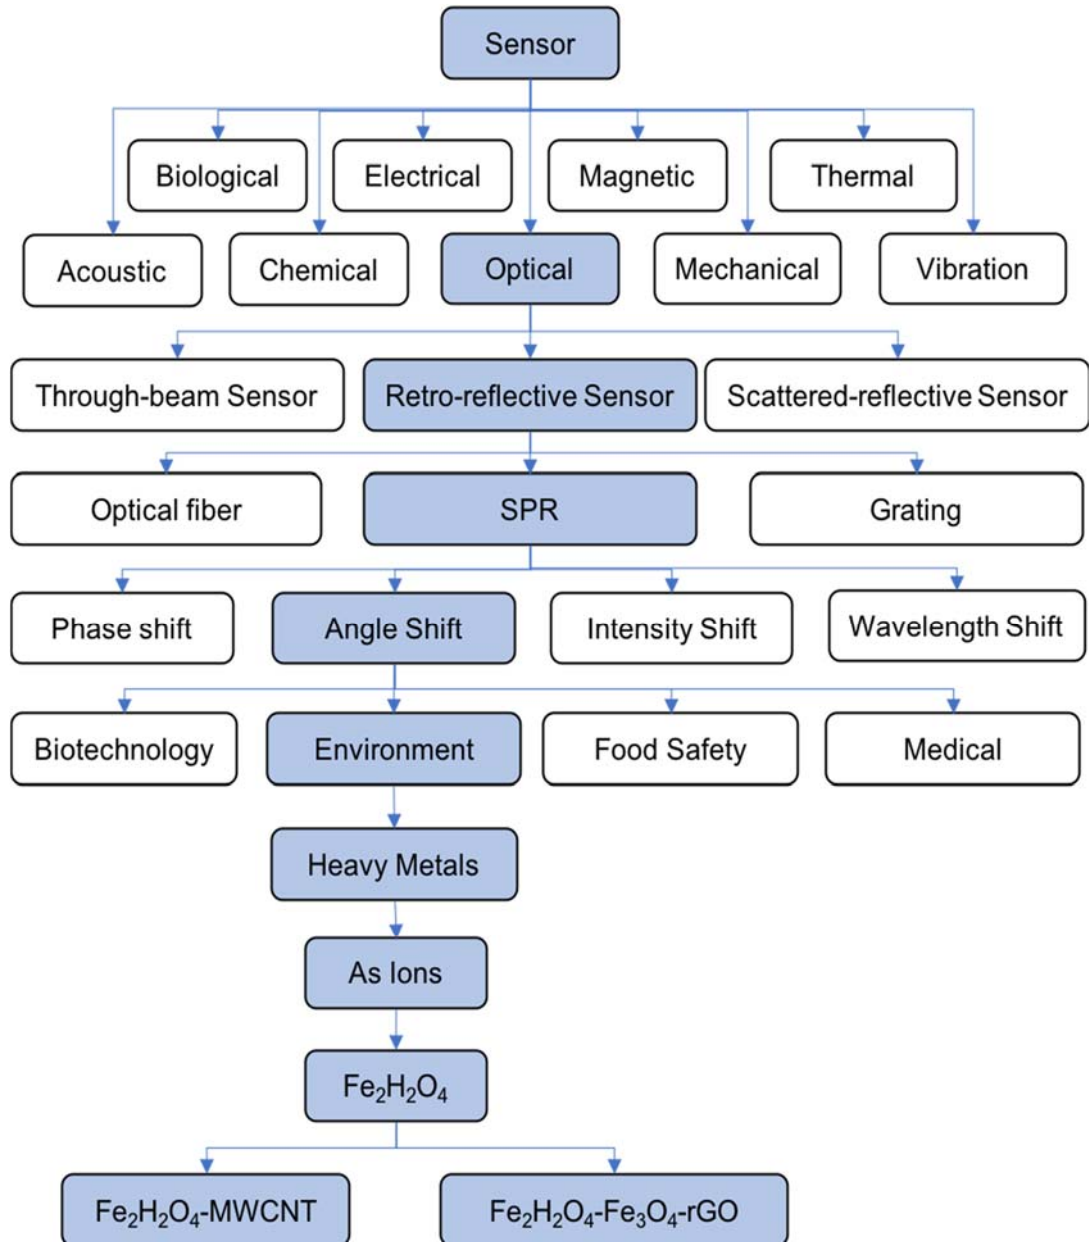 Sensor
Biological
Electrical
Magnetic
Thermal
Acoustic
Chemical
Optical
Mechanical
Vibration
Through-beam Sensor
Retro-reflective Sensor
Scattered-reflective Sensor
Optical fiber
SPR
Grating
Phase shift
Angle Shift
Intensity Shift
Wavelength Shift
Biotechnology
Environment
Food Safety
Medical
Heavy Metals
As Ions
Fe₂H₂O₄
Fe₂H₂O₄-MWCNT
Fe₂H₂O₄-Fe₃O₄-rGO